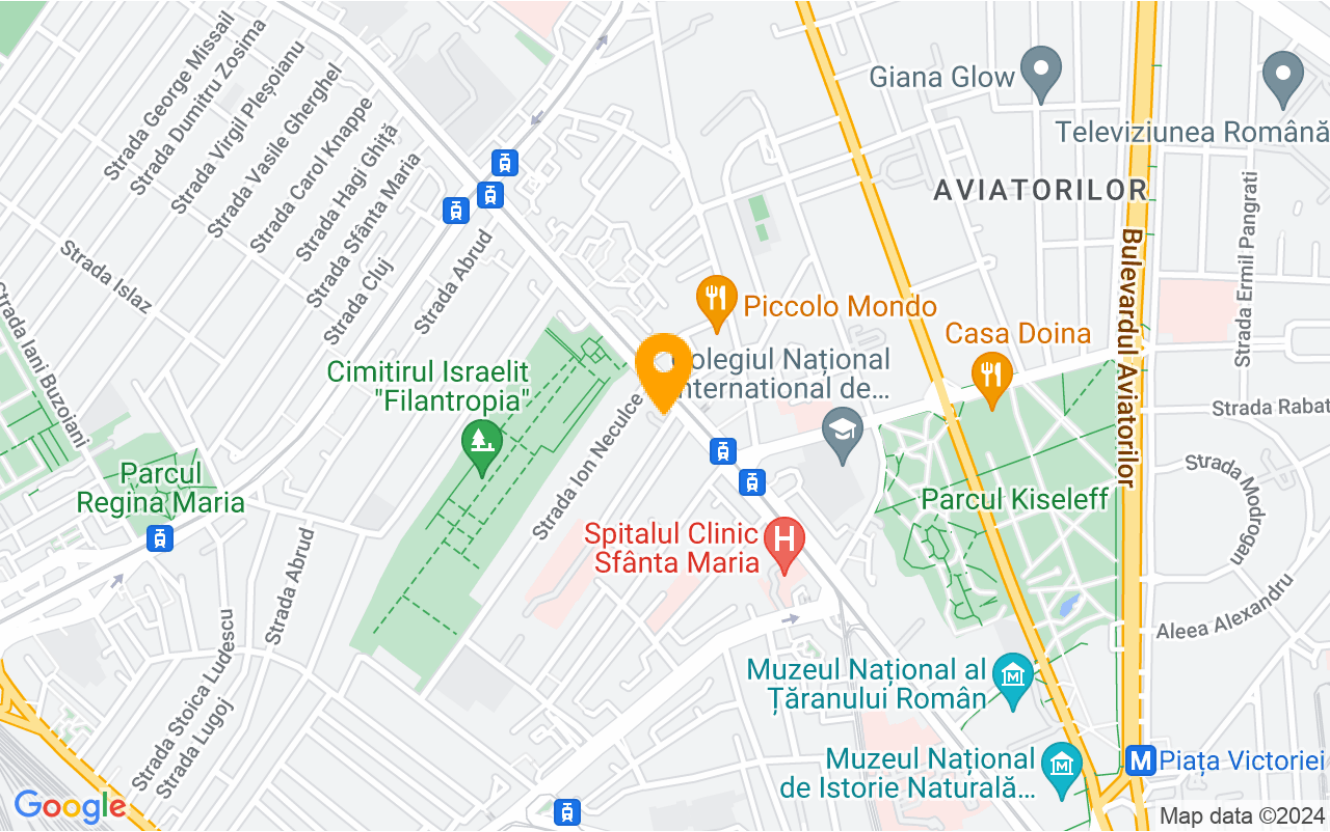 Strada George Missail
Strada Dumitru Zosima
Strada Virgil Pleșoianu
Strada Vasile Gherghel
Strada Carol Knappe
Strada Hagi Ghiță
Strada Sfânta Maria
Strada Cluj
Strada Abrud
Strada Islaz
Strada Iani Buzoiani
Giana Glow
Televiziunea Română
AVIATORILOR
Bulevardul Aviatorilor
Strada Ermil Pangrati
Piccolo Mondo
Casa Doina
Colegiul Național
International de...
Cimitirul Israelit
"Filantropia"
Strada Ion Neculce
Strada Rabat
Strada Modrogan
Parcul
Regina Maria
Parcul Kiseleff
Spitalul Clinic
Sfânta Maria
H
Strada Abrud
Aleea Alexandru
Strada Stoica Ludescu
Strada Lugoj
Muzeul Național al
Țăranului Român
M
Muzeul Național
de Istorie Naturală...
M
M Piața Victoriei
Google
Map data ©2024